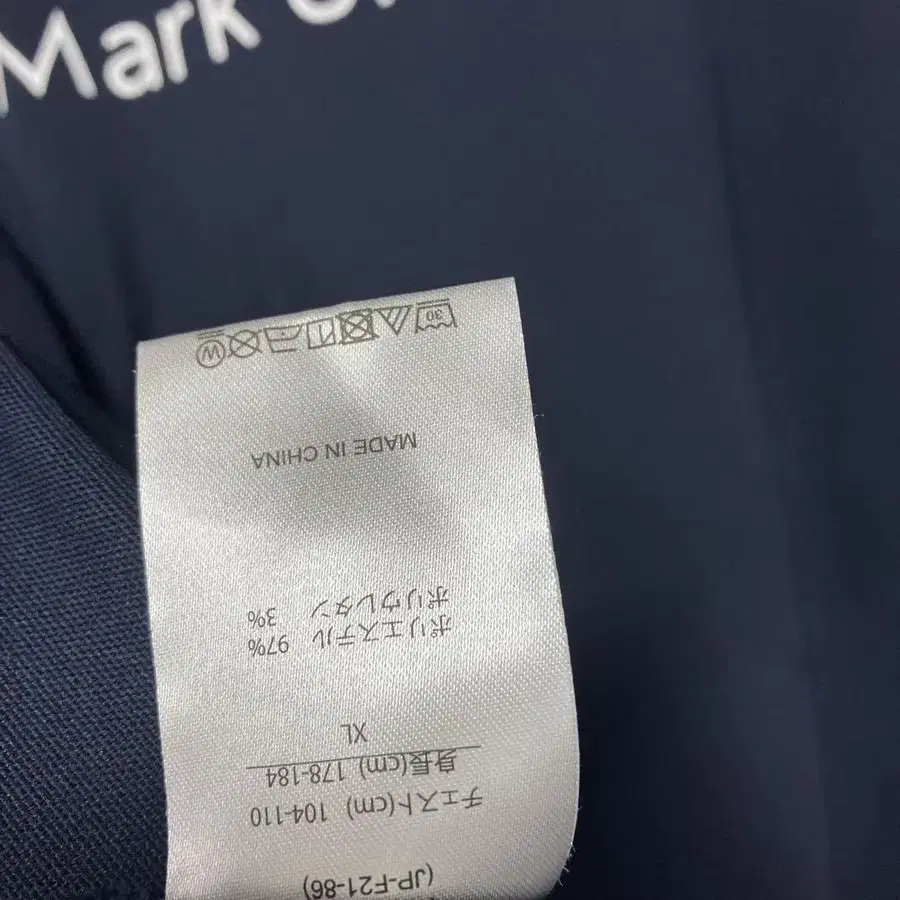 Mark
(JP-F21-86)
チェスト(cm) 104-110
身長(cm) 178-184
XL
ポリエステル 97%
ポリウレタン 3%
MADE IN CHINA
30
W